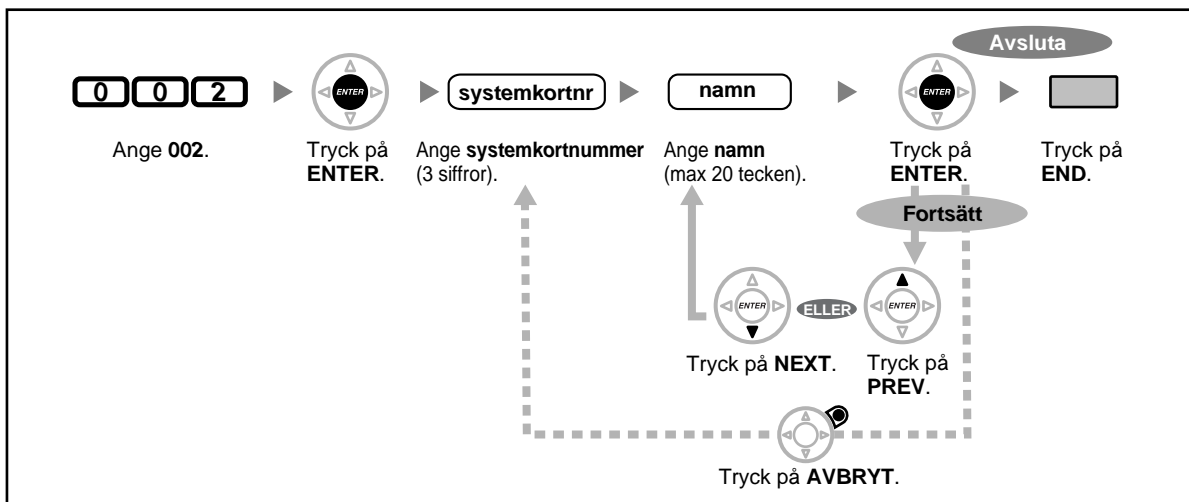 Avsluta
0 0 2
ENTER
systemkortnr
namn
ENTER
Ange 002.
Tryck på
ENTER.
Ange systemkortnummer
(3 siffror).
Ange namn
(max 20 tecken).
Tryck på
ENTER.
Tryck på
END.
Fortsätt
ENTER
ELLER
ENTER
Tryck på NEXT.
Tryck på
PREV.
Tryck på AVBRYT.